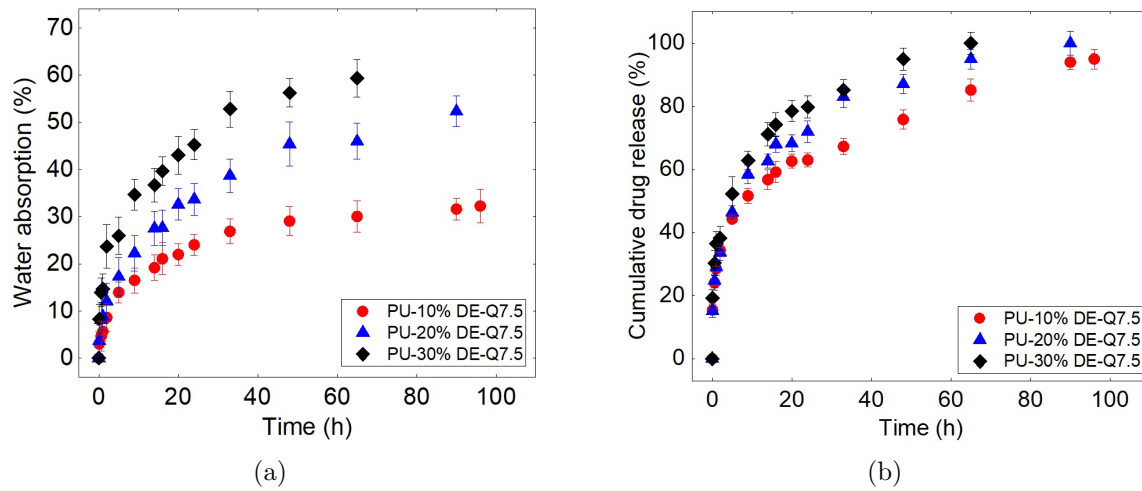 70
60
50
40
30
20
10
0
Water absorption (%)
0 20 40 60 80 100
Time (h)
PU-10% DE-Q7.5
PU-20% DE-Q7.5
PU-30% DE-Q7.5
(a)
100
80
60
40
20
0
Cumulative drug release (%)
0 20 40 60 80 100
Time (h)
PU-10% DE-Q7.5
PU-20% DE-Q7.5
PU-30% DE-Q7.5
(b)